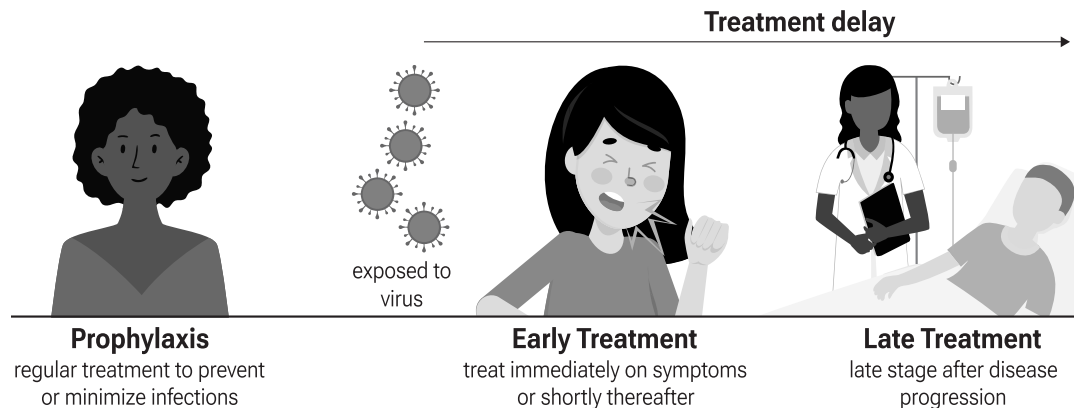 Treatment delay
exposed to
virus
Prophylaxis
regular treatment to prevent
or minimize infections
Early Treatment
treat immediately on symptoms
or shortly thereafter
Late Treatment
late stage after disease
progression